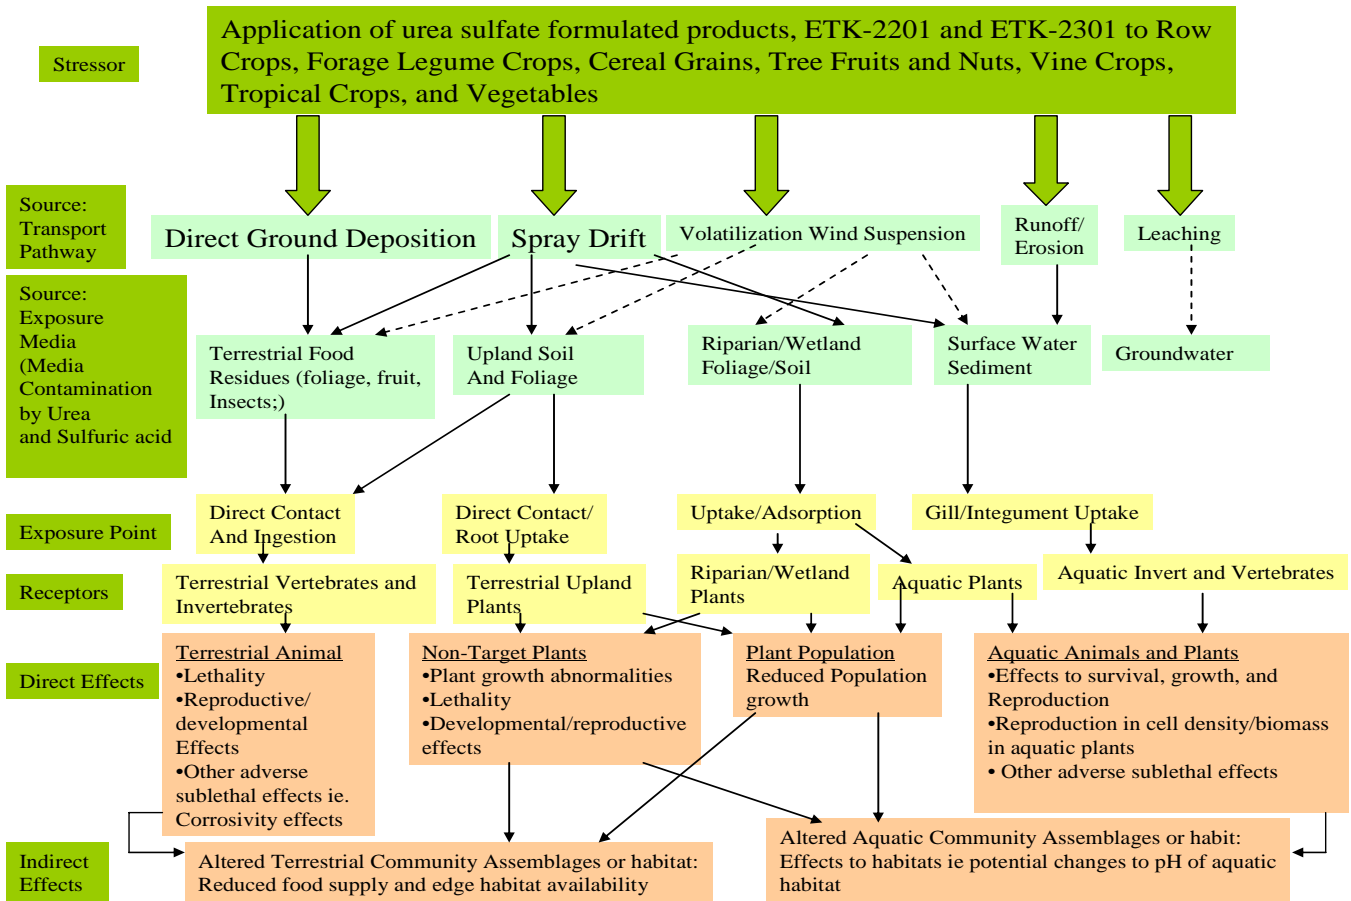 Stressor
Application of urea sulfate formulated products, ETK-2201 and ETK-2301 to Row
Crops, Forage Legume Crops, Cereal Grains, Tree Fruits and Nuts, Vine Crops,
Tropical Crops, and Vegetables
Source:
Transport
Pathway
Direct Ground Deposition
Spray Drift
Volatilization Wind Suspension
Runoff/
Erosion
Leaching
Source:
Exposure
Media
(Media
Contamination
by Urea
and Sulfuric acid
Terrestrial Food
Residues (foliage, fruit,
Insects;)
Upland Soil
And Foliage
Riparian/Wetland
Foliage/Soil
Surface Water
Sediment
Groundwater
Exposure Point
Direct Contact
And Ingestion
Direct Contact/
Root Uptake
Uptake/Adsorption
Gill/Integument Uptake
Receptors
Terrestrial Vertebrates and
Invertebrates
Terrestrial Upland
Plants
Riparian/Wetland
Plants
Aquatic Plants
Aquatic Invert and Vertebrates
Direct Effects
Terrestrial Animal
•Lethality
•Reproductive/
developmental
Effects
•Other adverse
sublethal effects ie.
Corrosivity effects
Non-Target Plants
•Plant growth abnormalities
•Lethality
•Developmental/reproductive
effects
Plant Population
Reduced Population
growth
Aquatic Animals and Plants
•Effects to survival, growth, and
Reproduction
•Reproduction in cell density/biomass
in aquatic plants
• Other adverse sublethal effects
Indirect
Effects
Altered Terrestrial Community Assemblages or habitat:
Reduced food supply and edge habitat availability
Altered Aquatic Community Assemblages or habit:
Effects to habitats ie potential changes to pH of aquatic
habitat